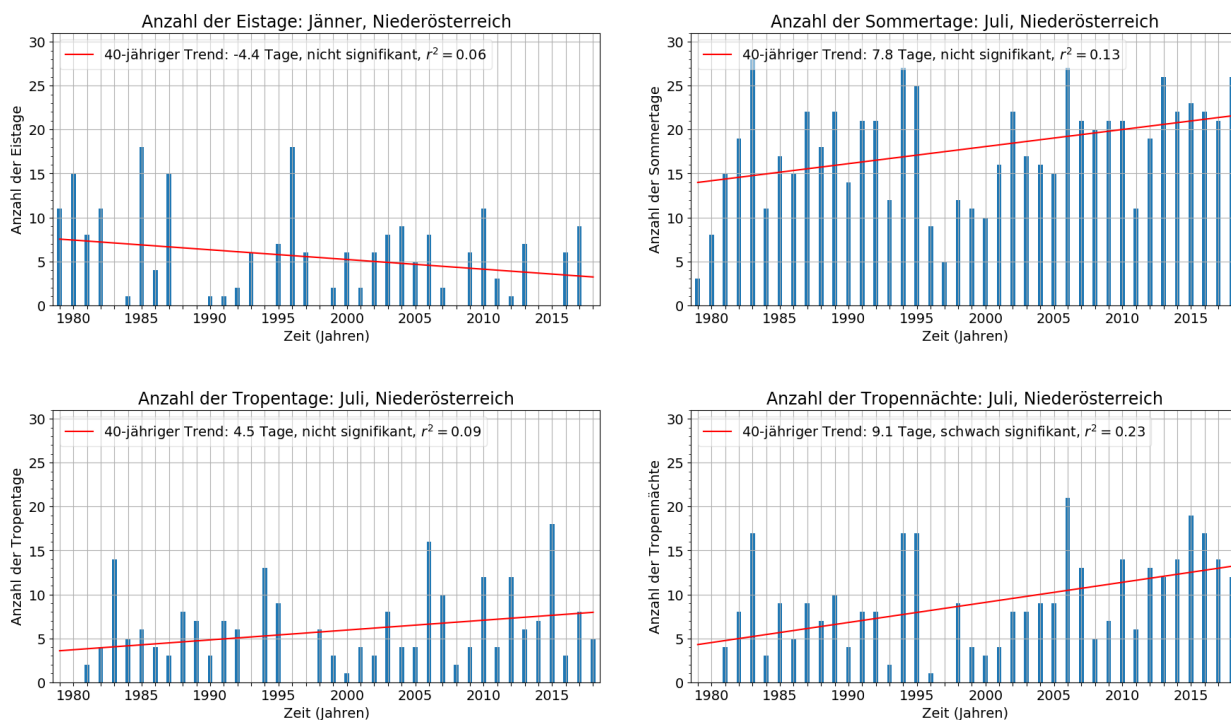 Anzahl der Eistage: Jänner, Niederösterreich
40-jähriger Trend: -4.4 Tage, nicht signifikant, r² = 0.06
Anzahl der Eistage
30
25
20
15
10
5
0
1980 1985 1990 1995 2000 2005 2010 2015
Zeit (Jahren)
Anzahl der Sommertage: Juli, Niederösterreich
40-jähriger Trend: 7.8 Tage, nicht signifikant, r² = 0.13
Anzahl der Sommertage
30
25
20
15
10
5
0
1980 1985 1990 1995 2000 2005 2010 2015
Zeit (Jahren)
Anzahl der Tropentage: Juli, Niederösterreich
40-jähriger Trend: 4.5 Tage, nicht signifikant, r² = 0.09
Anzahl der Tropentage
30
25
20
15
10
5
0
1980 1985 1990 1995 2000 2005 2010 2015
Zeit (Jahren)
Anzahl der Tropennächte: Juli, Niederösterreich
40-jähriger Trend: 9.1 Tage, schwach signifikant, r² = 0.23
Anzahl der Tropennächte
30
25
20
15
10
5
0
1980 1985 1990 1995 2000 2005 2010 2015
Zeit (Jahren)